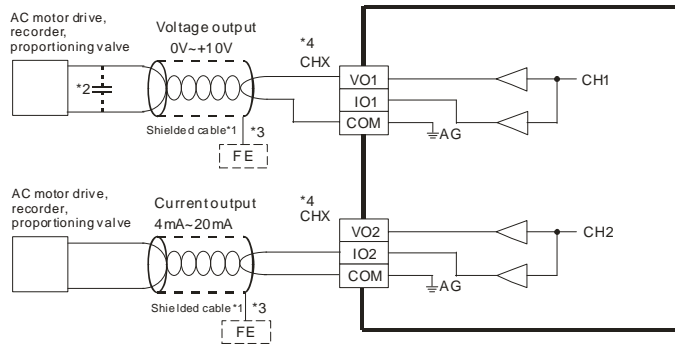 AC motor drive,
recorder,
proportioning valve
Voltage output
0V~+10V
*4
CHX
*2
VO1
IO1
COM
CH1
AG
Shielded cable*1
*3
FE
AC motor drive,
recorder,
proportioning valve
Current output
4mA~20mA
*4
CHX
VO2
IO2
COM
CH2
AG
Shielded cable*1
*3
FE